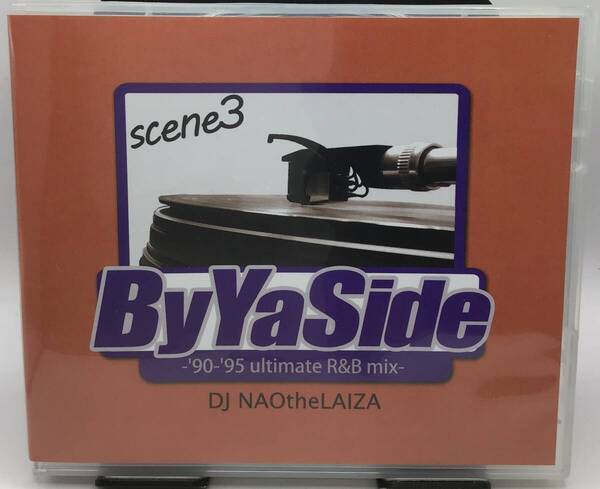 scene3
ByYaSide
-'90-'95 ultimate R&B mix-
DJ NAOtheLAIZA